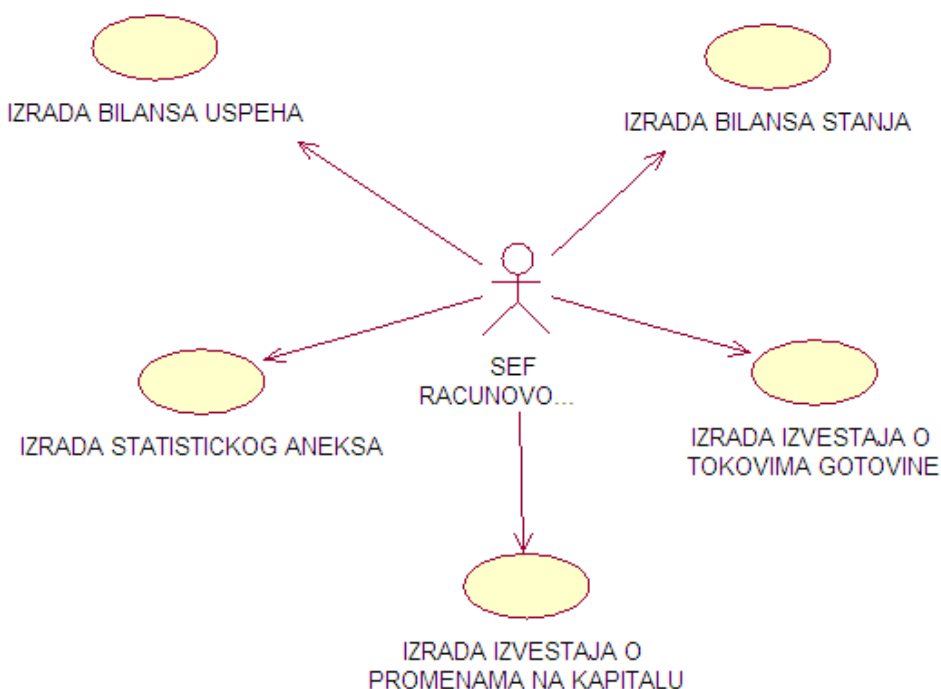 IZRADA BILANSA USPEHA
IZRADA BILANSA STANJA
SEF
RACUNOVO...
IZRADA STATISTICKOG ANEKSA
IZRADA IZVESTAJA O
TOKOVIMA GOTOVINE
IZRADA IZVESTAJA O
PROMENAMA NA KAPITALU